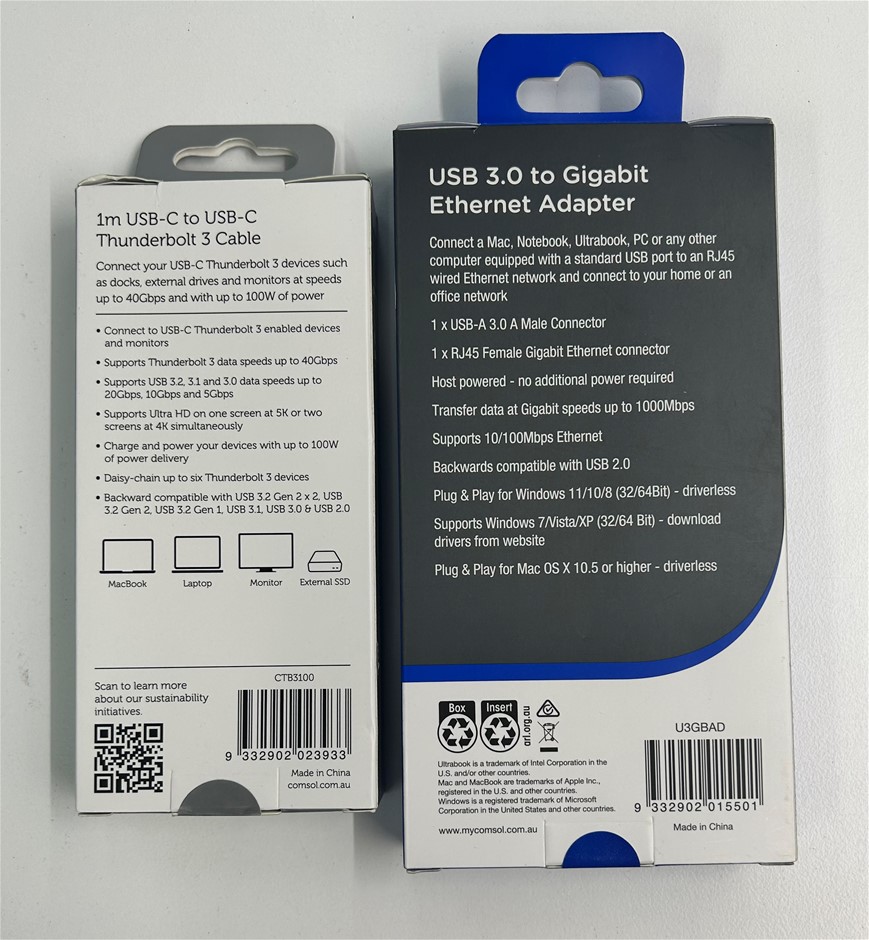 1m USB-C to USB-C
Thunderbolt 3 Cable
Connect your USB-C Thunderbolt 3 devices such
as docks, external drives and monitors at speeds
up to 40Gbps and with up to 100W of power
• Connect to USB-C Thunderbolt 3 enabled devices
and monitors
• Supports Thunderbolt 3 data speeds up to 40Gbps
• Supports USB 3.2, 3.1 and 3.0 data speeds up to
20Gbps, 10Gbps and 5Gbps
• Supports Ultra HD on one screen at 5K or two
screens at 4K simultaneously
• Charge and power your devices with up to 100W
of power delivery
• Daisy-chain up to six Thunderbolt 3 devices
• Backward compatible with USB 3.2 Gen 2 x 2, USB
3.2 Gen 2, USB 3.2 Gen 1, USB 3.1, USB 3.0 & USB 2.0
MacBook Laptop Monitor External SSD
Scan to learn more
about our sustainability
initiatives.
CTB3100
9 332902 023933
Made in China
comsol.com.au
USB 3.0 to Gigabit
Ethernet Adapter
Connect a Mac, Notebook, Ultrabook, PC or any other
computer equipped with a standard USB port to an RJ45
wired Ethernet network and connect to your home or an
office network
1 x USB-A 3.0 A Male Connector
1 x RJ45 Female Gigabit Ethernet connector
Host powered - no additional power required
Transfer data at Gigabit speeds up to 1000Mbps
Supports 10/100Mbps Ethernet
Backwards compatible with USB 2.0
Plug & Play for Windows 11/10/8 (32/64Bit) - driverless
Supports Windows 7/Vista/XP (32/64 Bit) - download
drivers from website
Plug & Play for Mac OS X 10.5 or higher - driverless
Box Insert
arl.org.au
Ultrabook is a trademark of Intel Corporation in the
U.S. and/or other countries.
Mac and MacBook are trademarks of Apple Inc.,
registered in the U.S. and other countries.
Windows is a registered trademark of Microsoft
Corporation in the United States and other countries.
www.mycomsol.com.au
U3GBAD
9 332902 015501
Made in China